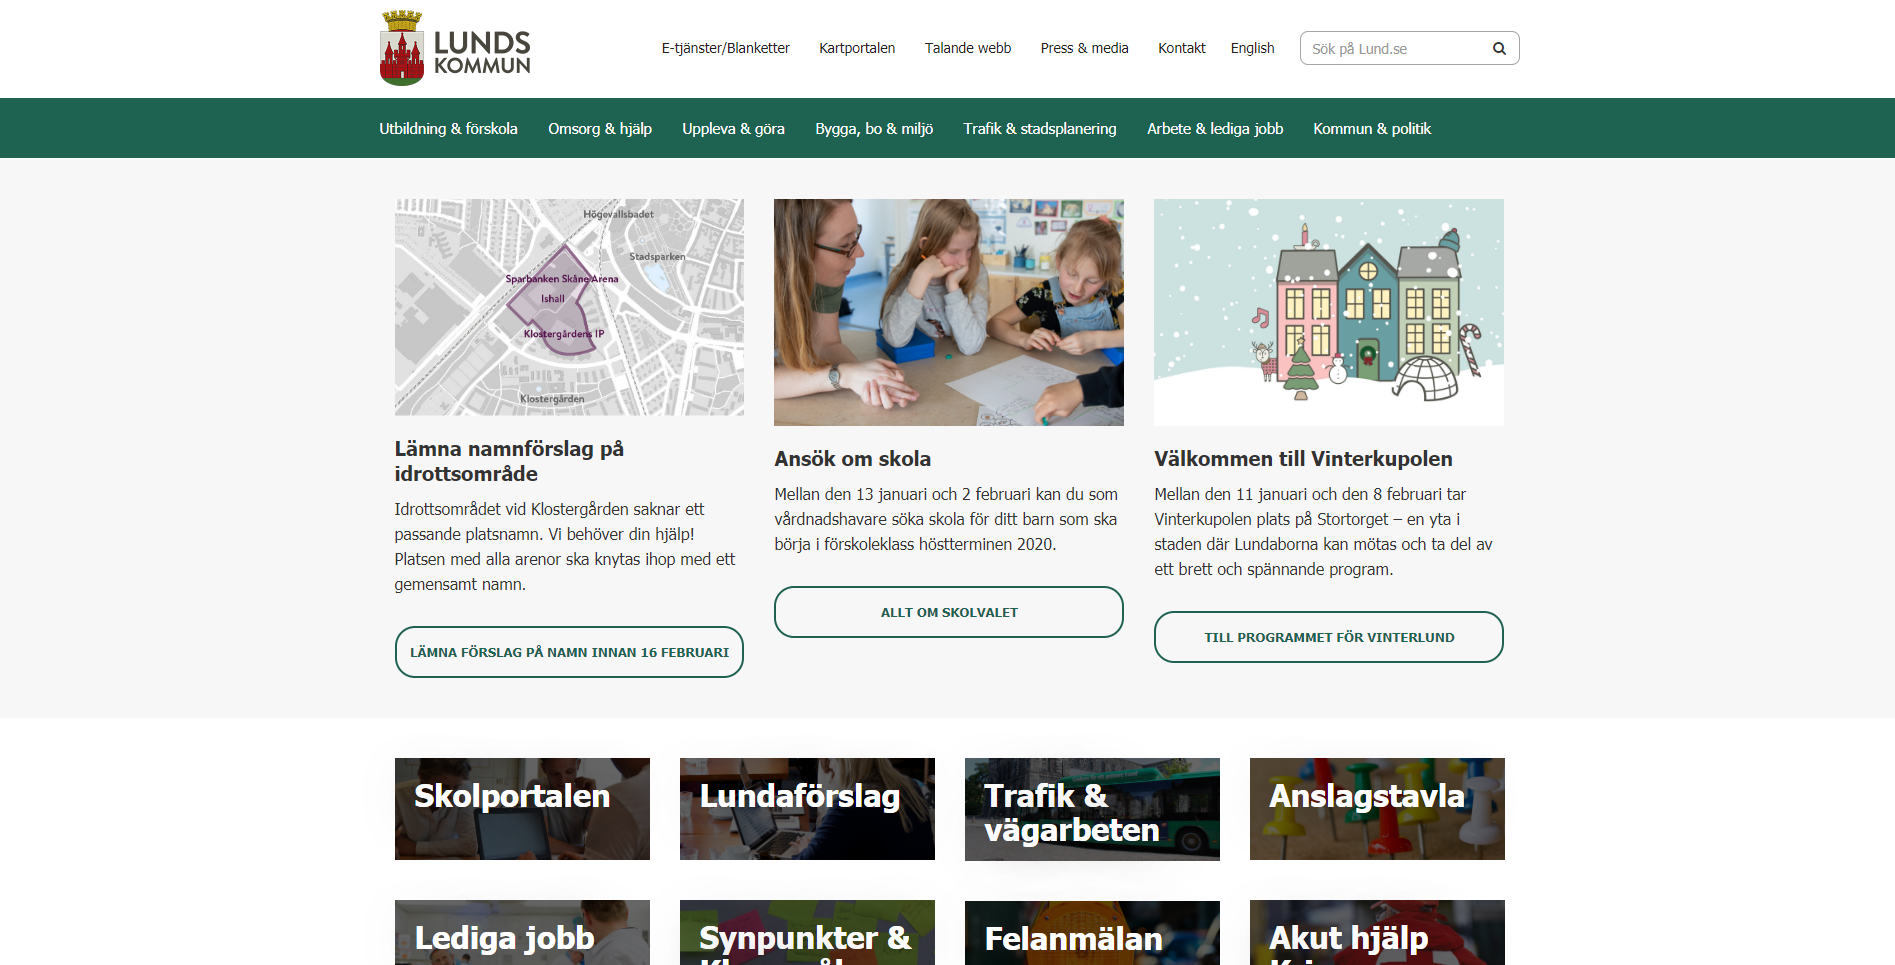 LUNDS
KOMMUN
E-tjänster/Blanketter Kartportalen Talande webb Press & media Kontakt English Sök på Lund.se
Utbildning & förskola Omsorg & hjälp Uppleva & göra Bygga, bo & miljö Trafik & stadsplanering Arbete & lediga jobb Kommun & politik
Högevallsbadet
Stadsparken
Sparbanken Skåne Arena
Ishall
Klostergårdens IP
Klostergården
Lämna namnförslag på
idrottsområde
Idrottsområdet vid Klostergården saknar ett
passande platsnamn. Vi behöver din hjälp!
Platsen med alla arenor ska knytas ihop med ett
gemensamt namn.
LÄMNA FÖRSLAG PÅ NAMN INNAN 16 FEBRUARI
Ansök om skola
Mellan den 13 januari och 2 februari kan du som
vårdnadshavare söka skola för ditt barn som ska
börja i förskoleklass höstterminen 2020.
ALLT OM SKOLVALET
Välkommen till Vinterkupolen
Mellan den 11 januari och den 8 februari tar
Vinterkupolen plats på Stortorget – en yta i
staden där Lundaborna kan mötas och ta del av
ett brett och spännande program.
TILL PROGRAMMET FÖR VINTERLUND
Skolportalen
Lundaförslag
Trafik &
vägarbeten
Anslagstavla
Lediga jobb
Synpunkter &
Felanmälan
Akut hjälp